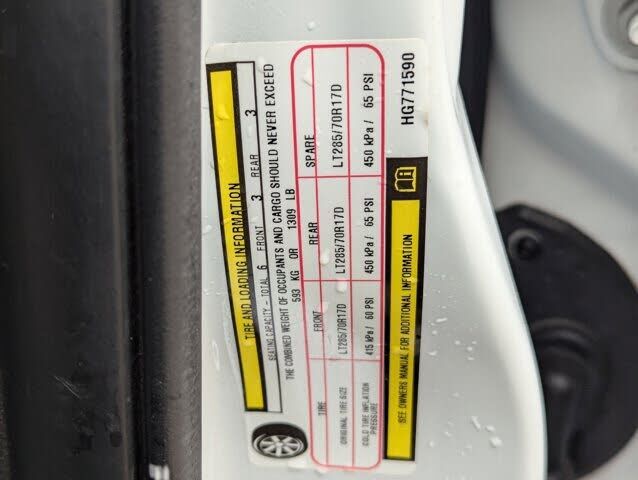 TIRE AND LOADING INFORMATION
SEATING CAPACITY - TOTAL 6 FRONT 3 REAR 3
THE COMBINED WEIGHT OF OCCUPANTS AND CARGO SHOULD NEVER EXCEED
593 KG OR 1309 LB
TIRE FRONT REAR SPARE
ORIGINAL TIRE SIZE LT285/70R17D LT285/70R17D LT285/70R17D
COLD TIRE INFLATION PRESSURE 415 kPa / 60 PSI 450 kPa / 65 PSI 450 kPa / 65 PSI
SEE OWNERS MANUAL FOR ADDITIONAL INFORMATION
HG771590